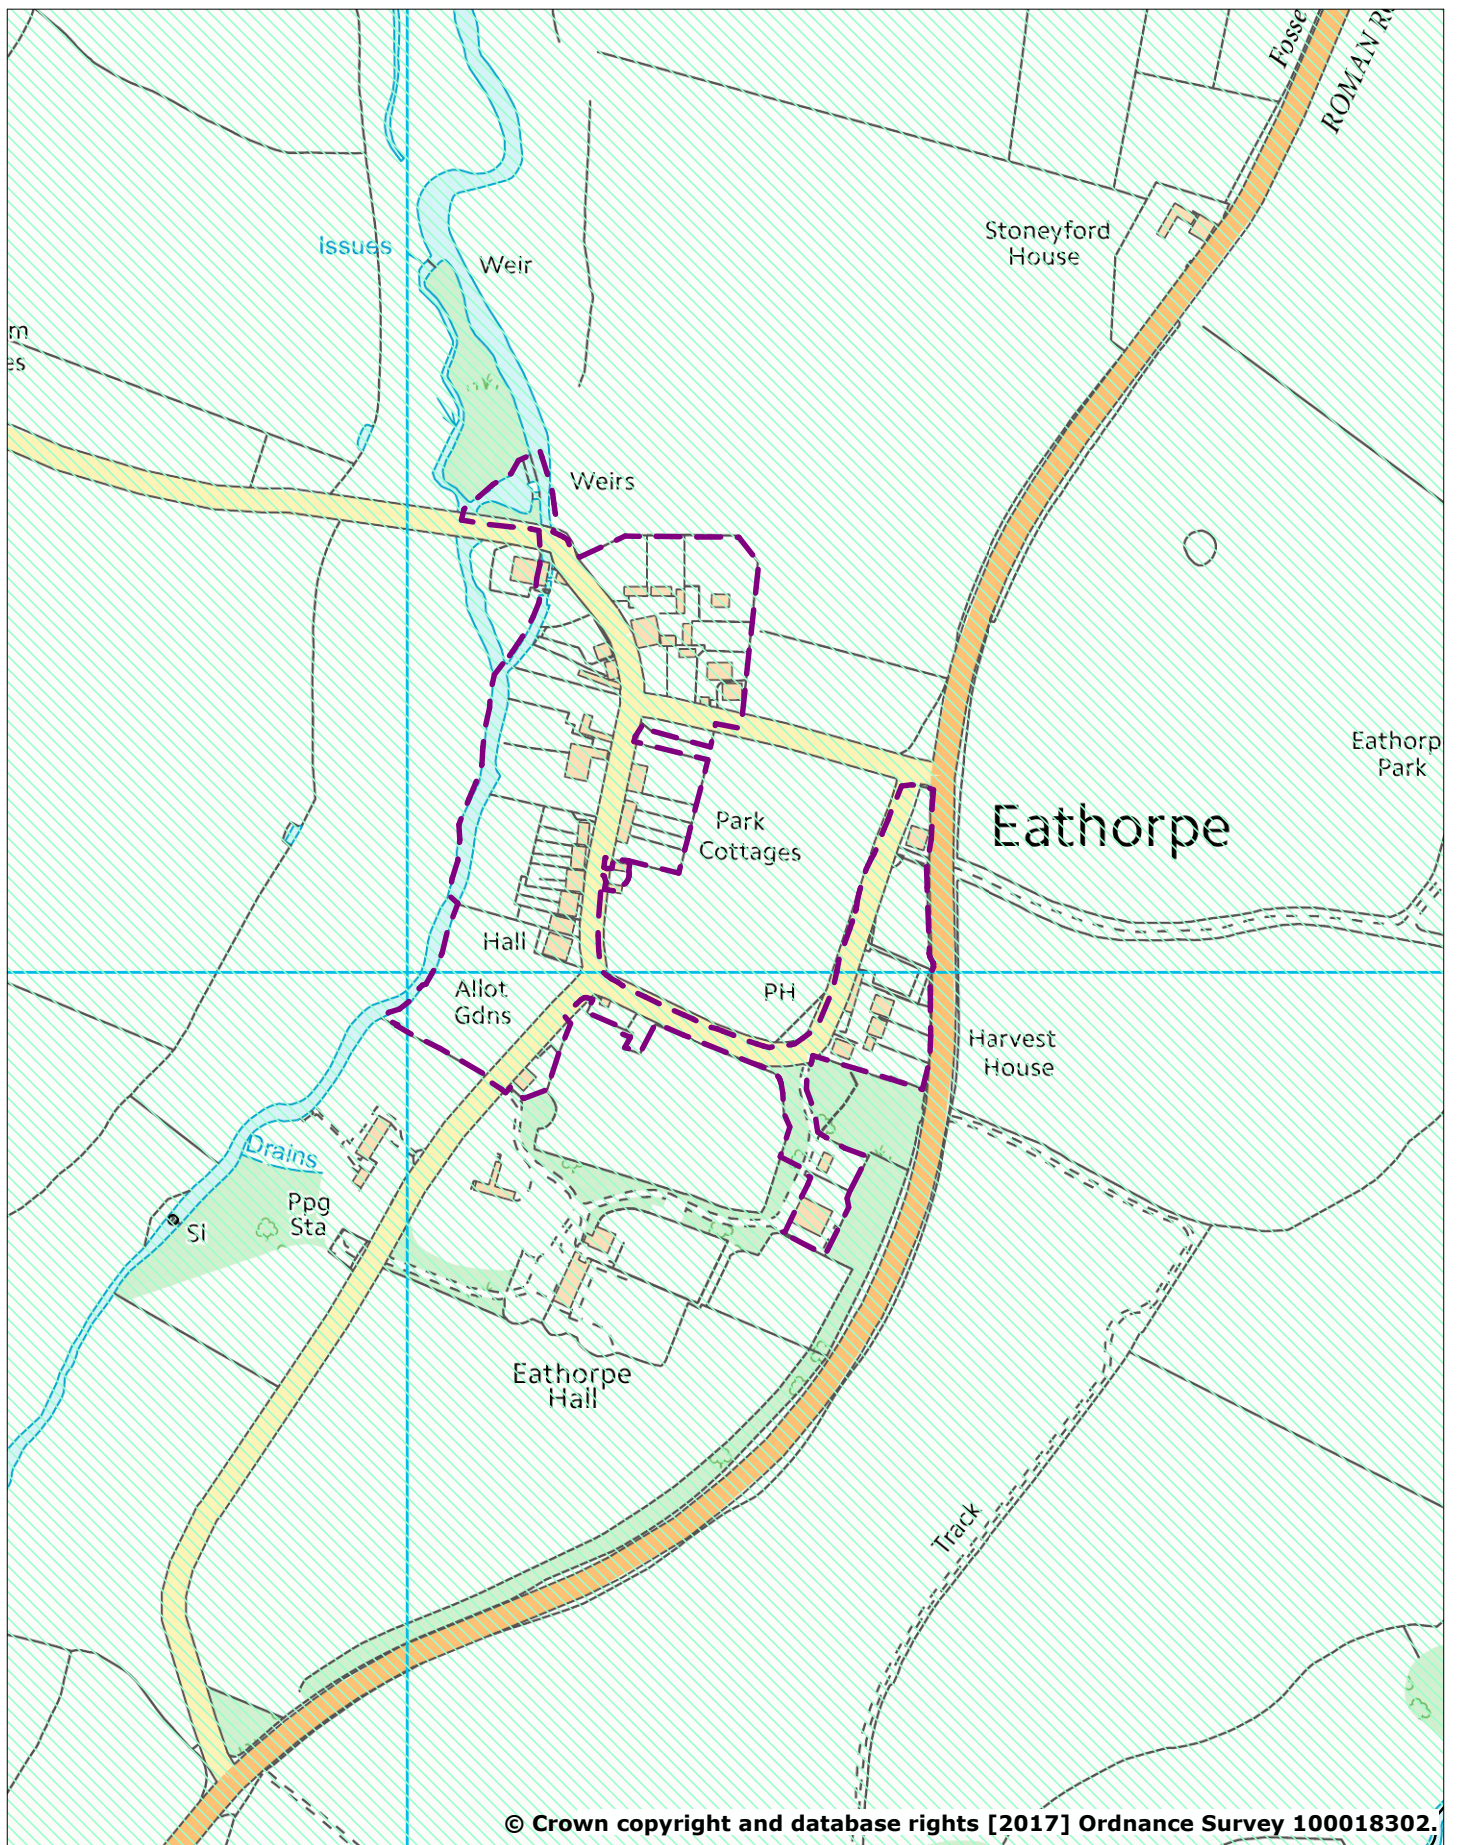 Fosse
ROMAN
Stoneyford
House
Issues
Weir
Weirs
Eathorp
Park
Eathorpe
Park
Cottages
Hall
Allot
Gdns
PH
Harvest
House
Drains
Ppg
Sta
Si
Eathorpe
Hall
Track
© Crown copyright and database rights [2017] Ordnance Survey 100018302.